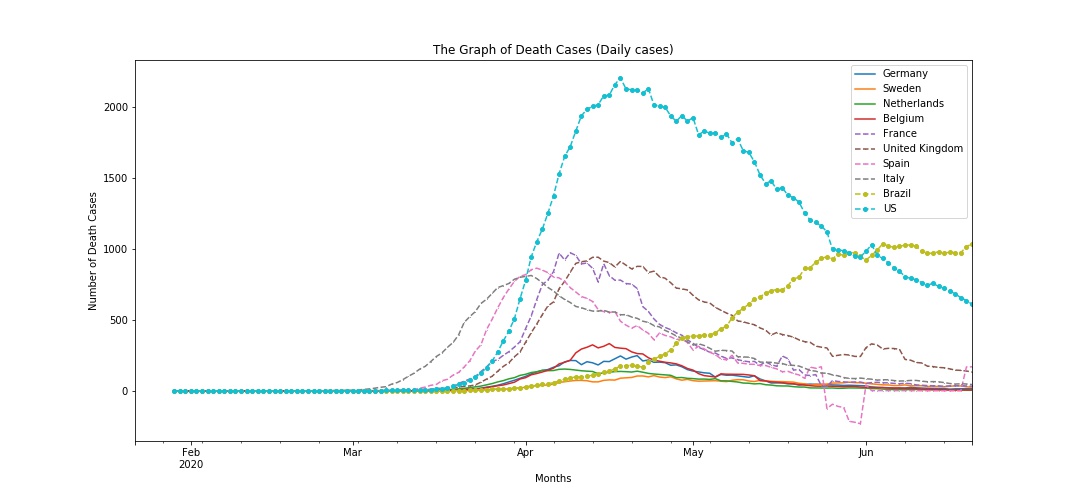 The Graph of Death Cases (Daily cases)
Number of Death Cases
2000
1500
1000
500
0
Feb
2020
Mar
Apr
May
Jun
Months
Germany
Sweden
Netherlands
Belgium
France
United Kingdom
Spain
Italy
Brazil
US